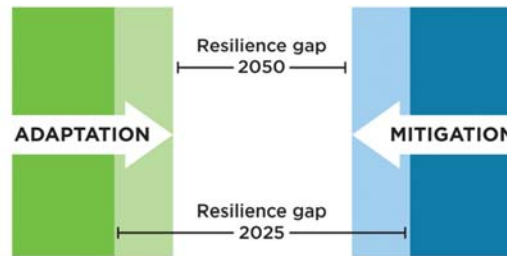 Resilience gap
2050
ADAPTATION
MITIGATION
Resilience gap
2025